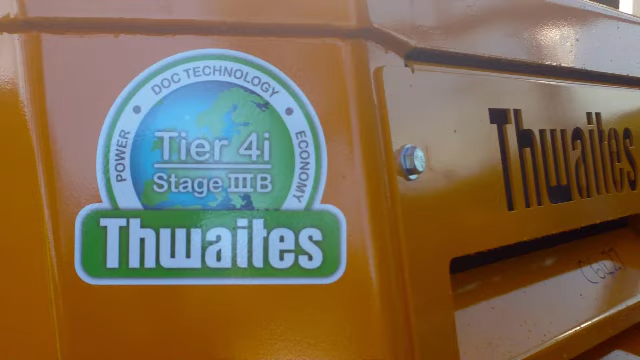 POWER • DOC TECHNOLOGY • ECONOMY
Tier 4i
Stage IIIB
Thwaites
Thwaites